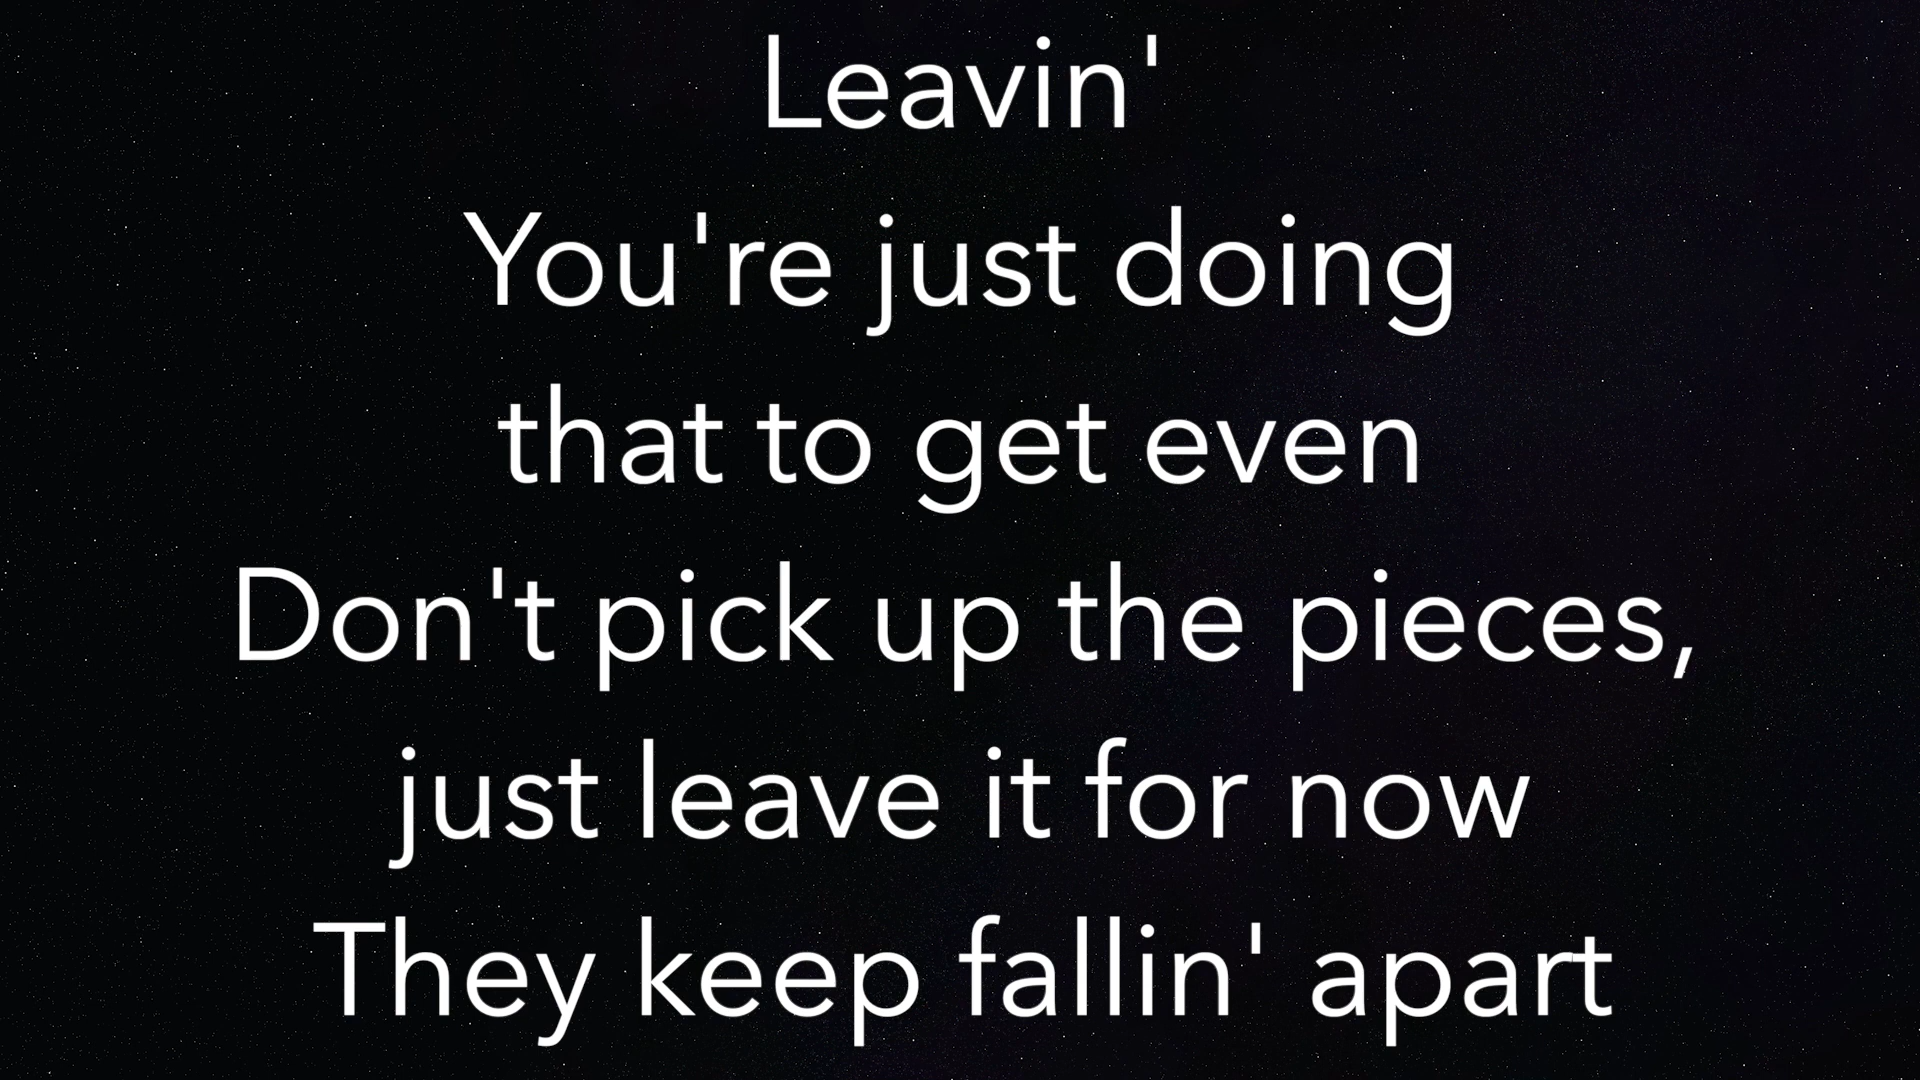 Leavin'
You're just doing
that to get even
Don't pick up the pieces,
just leave it for now
They keep fallin' apart